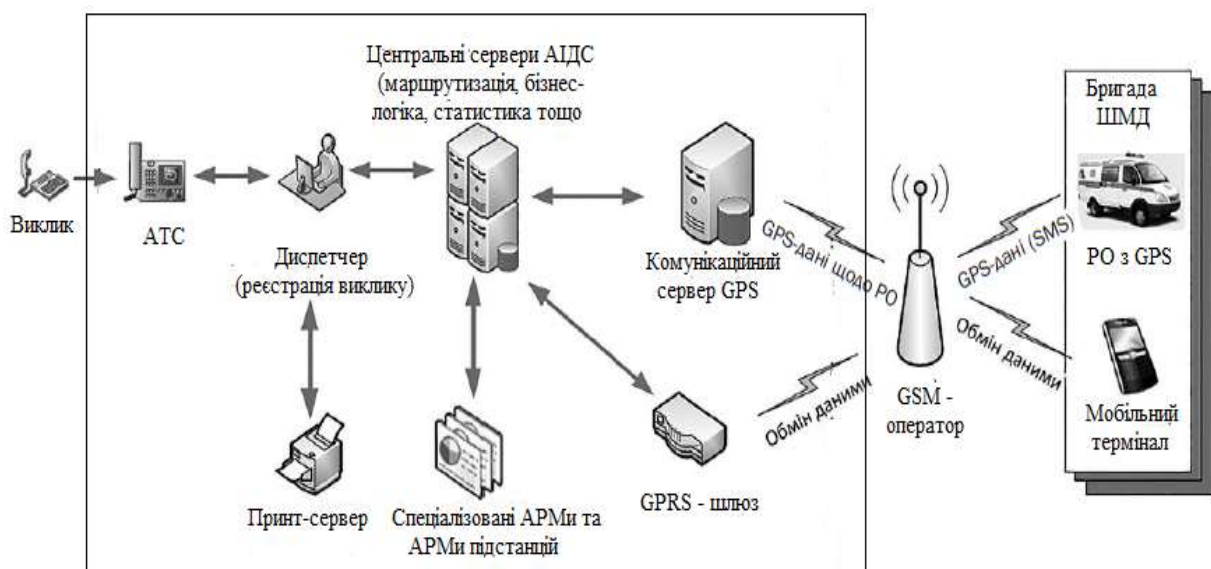 Центральні сервери АІДС
(маршрутизація, бізнес-
логіка, статистика тощо
Бригада
ШМД
Виклик
АТС
Диспетчер
(реєстрація виклику)
Комунікаційний
сервер GPS
GPS-дані щодо РО
GPS-дані (SMS)
РО з GPS
Обмін даними
Обмін даними
GSM -
оператор
Мобільний
термінал
Принт-сервер
Спеціалізовані АРМи та
АРМи підстанцій
GPRS - шлюз